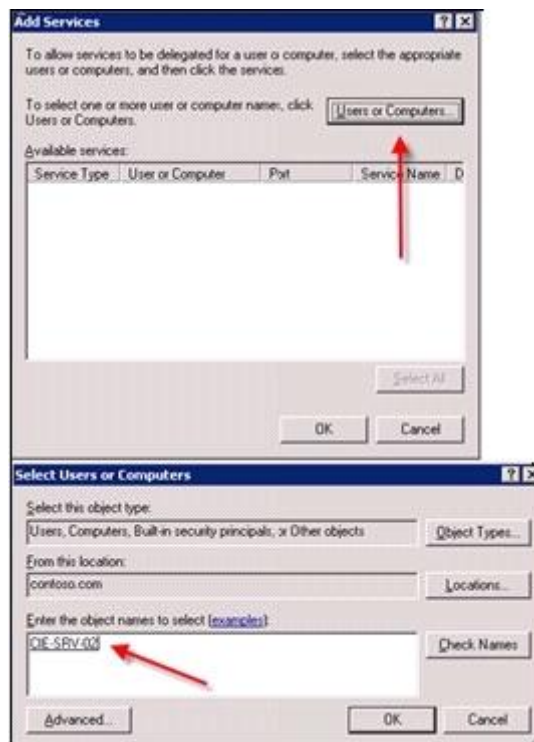 Add Services
To allow services to be delegated for a user o computer, select the appropriate
users or computers, and then click the services.
To select one or more user or computer names, click
Users or Computers.
Users or Computers...
Available services:
Service Type User or Computer Port Service Name D
Select All
OK Cancel
Select Users or Computers
Select this object type:
Users, Computers, Built-in security principals, or Other objects
Object Types...
From this location:
contoso.com
Locations...
Enter the object names to select (examples):
OIE-SRV-02
Check Names
Advanced...
OK Cancel